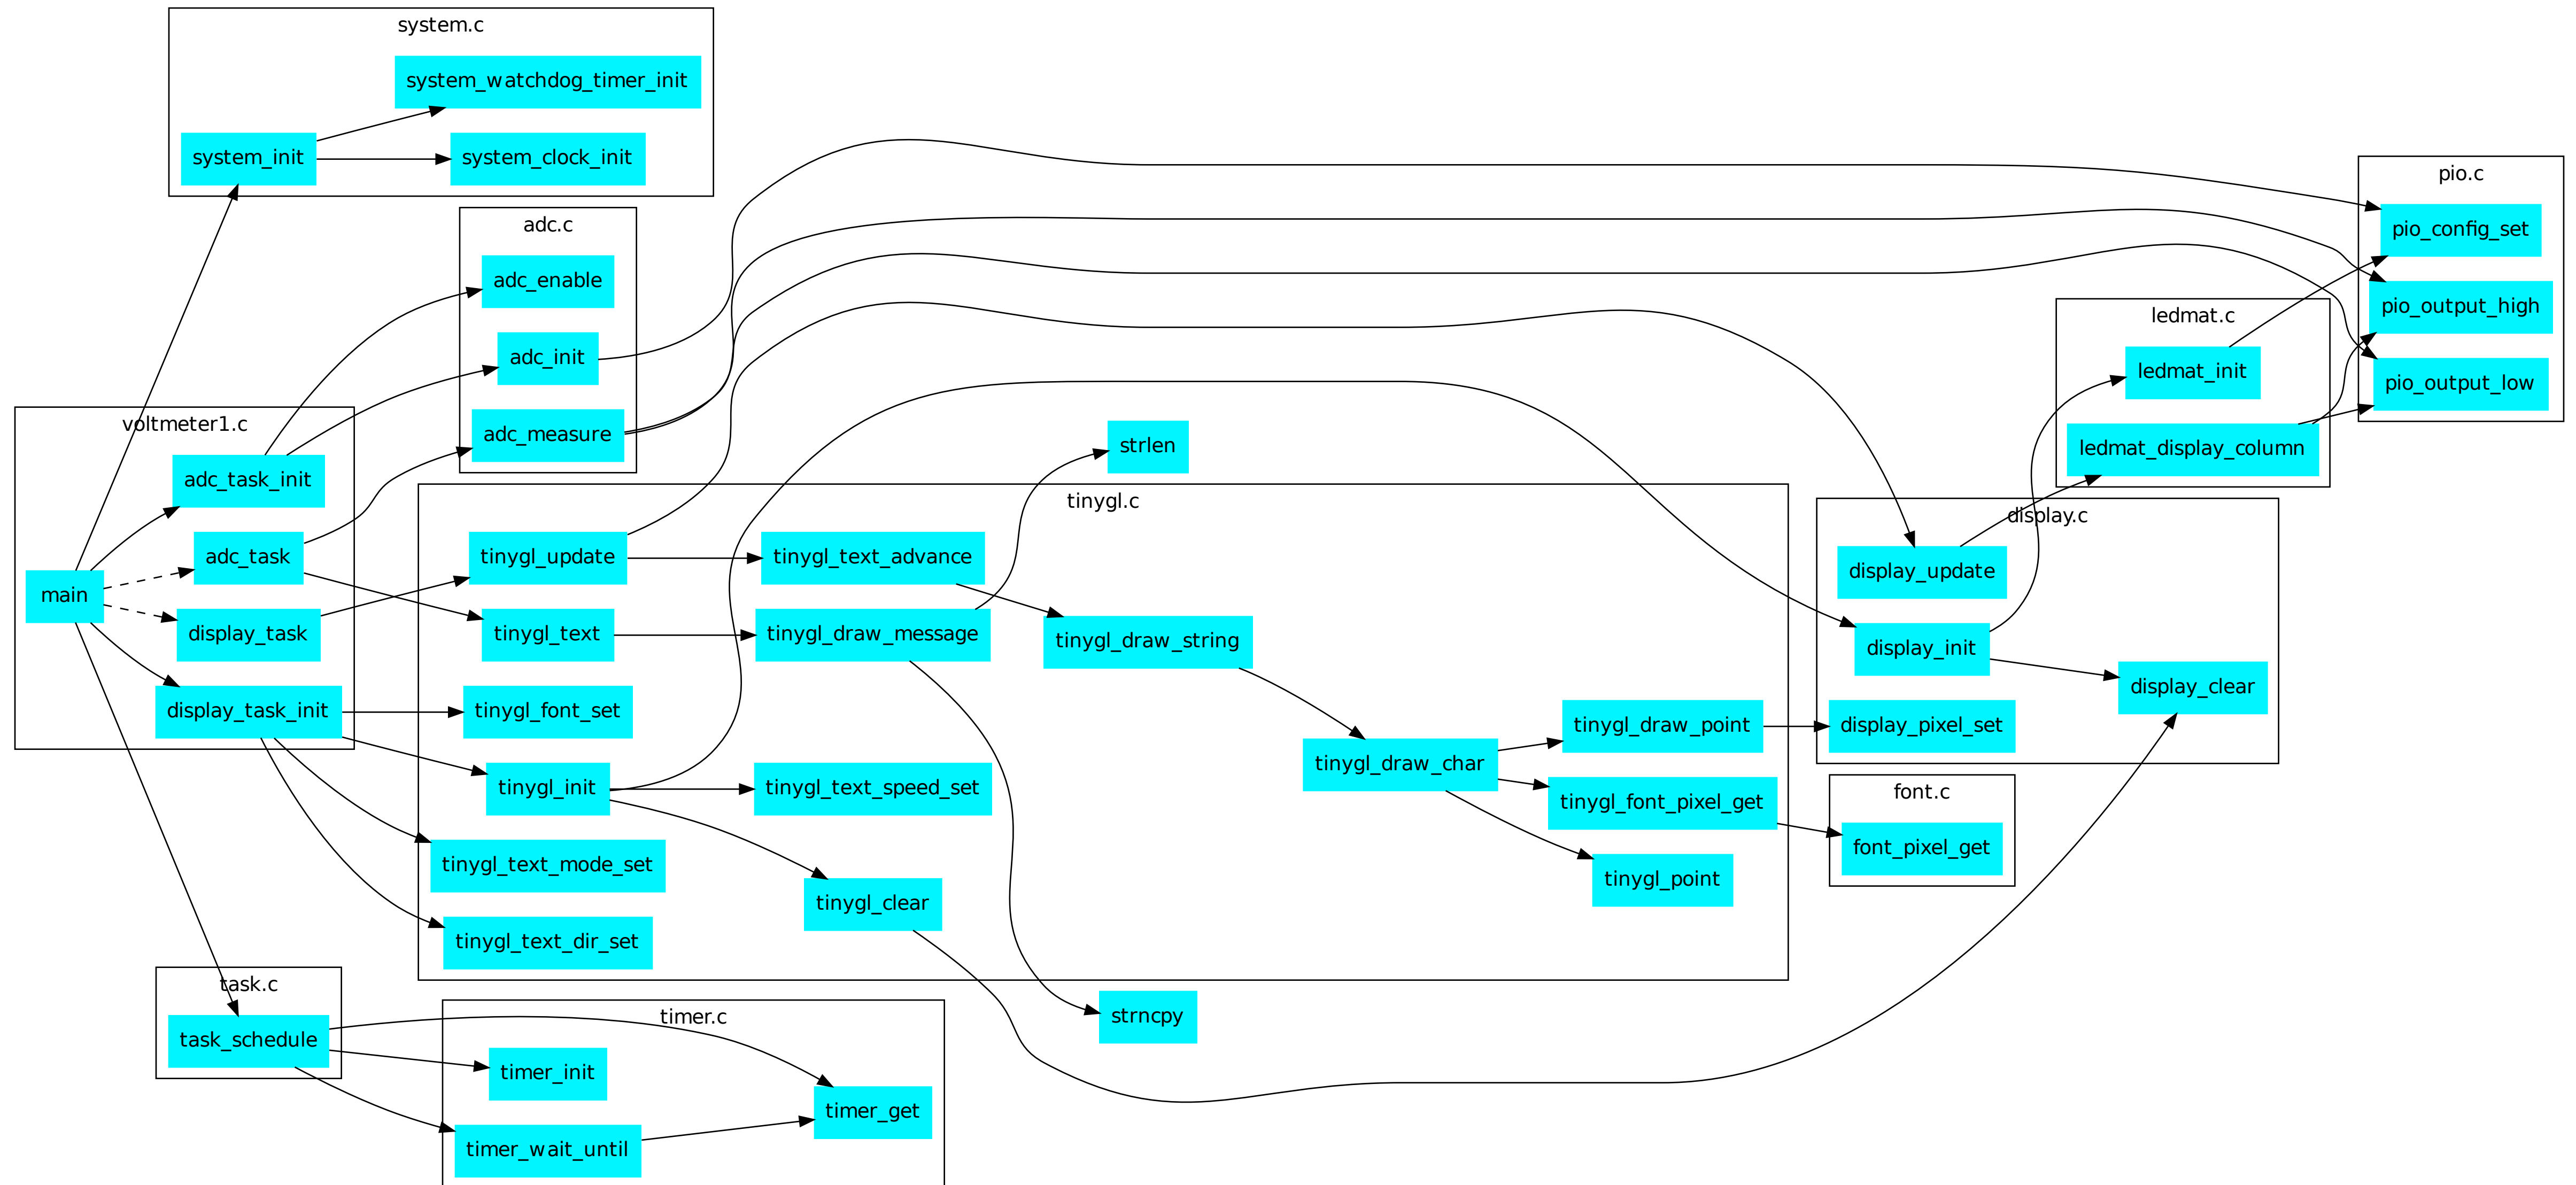 system.c
system_watchdog_timer_init
system_init
system_clock_init
adc.c
adc_enable
adc_init
adc_measure
pio.c
pio_config_set
pio_output_high
pio_output_low
ledmat.c
ledmat_init
ledmat_display_column
voltmeter1.c
adc_task_init
adc_task
main
display_task
display_task_init
strlen
tinygl.c
tinygl_update
tinygl_text_advance
tinygl_text
tinygl_draw_message
tinygl_draw_string
tinygl_font_set
tinygl_draw_point
tinygl_draw_char
tinygl_init
tinygl_text_speed_set
tinygl_font_pixel_get
tinygl_text_mode_set
tinygl_point
tinygl_clear
tinygl_text_dir_set
display.c
display_update
display_init
display_clear
display_pixel_set
font.c
font_pixel_get
task.c
task_schedule
strncpy
timer.c
timer_init
timer_get
timer_wait_until